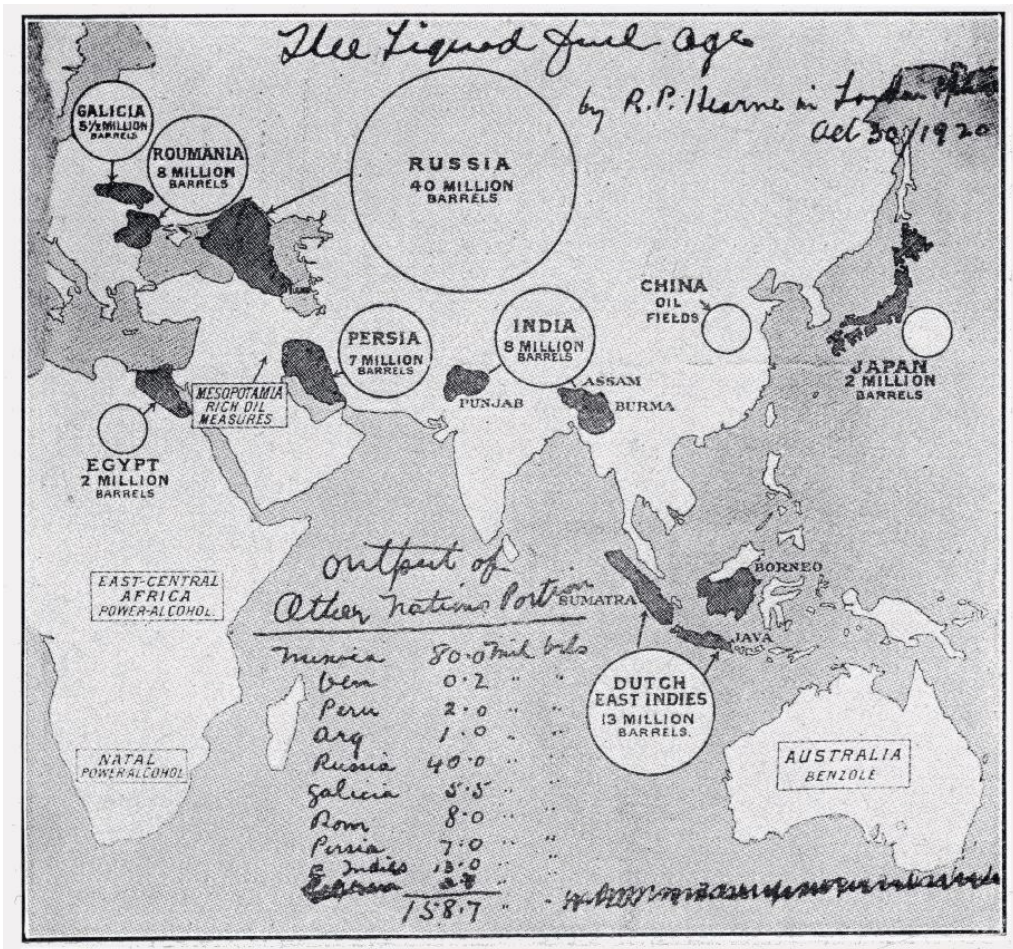 The Liquid fuel age
by R.P. Hearne in London
Oct 30/1920
GALICIA
5½ MILLION
BARRELS
ROUMANIA
8 MILLION
BARRELS
RUSSIA
40 MILLION
BARRELS
CHINA
OIL
FIELDS
INDIA
8 MILLION
BARRELS
PERSIA
7 MILLION
BARRELS
JAPAN
2 MILLION
BARRELS
ASSAM
PUNJAB
BURMA
MESOPOTAMIA
RICH OIL
MEASURES
EGYPT
2 MILLION
BARRELS
output of
Other Nations Portion
EAST-CENTRAL
AFRICA
POWER-ALCOHOL.
BORNEO
SUMATRA
JAVA
Mexico 80.0 mil brls
Ven 0.2 " "
Peru 2.0 " "
Arg 1.0 " "
Russia 40.0 "
Galicia 5.5 "
Rom 8.0 " "
Persia 7.0 " "
E Indies 13.0 " "
158.7 " "
DUTCH
EAST INDIES
13 MILLION
BARRELS.
NATAL
POWER-ALCOHOL
AUSTRALIA
BENZOLE